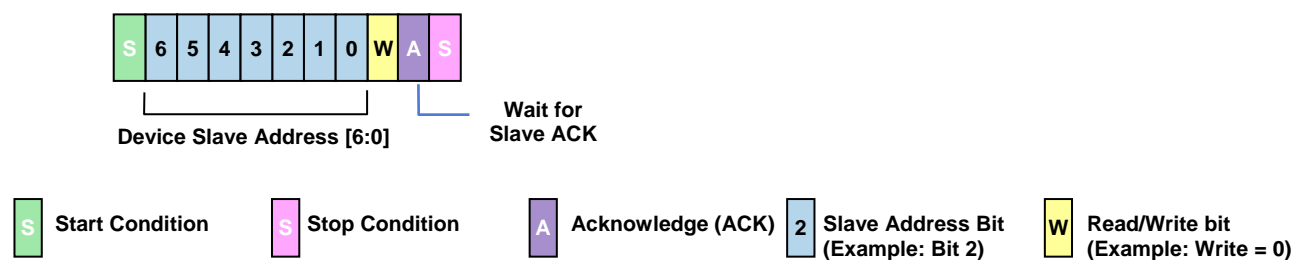 S 6 5 4 3 2 1 0 W A S
Wait for
Slave ACK
Device Slave Address [6:0]
S Start Condition
S Stop Condition
A Acknowledge (ACK)
2 Slave Address Bit
(Example: Bit 2)
W Read/Write bit
(Example: Write = 0)